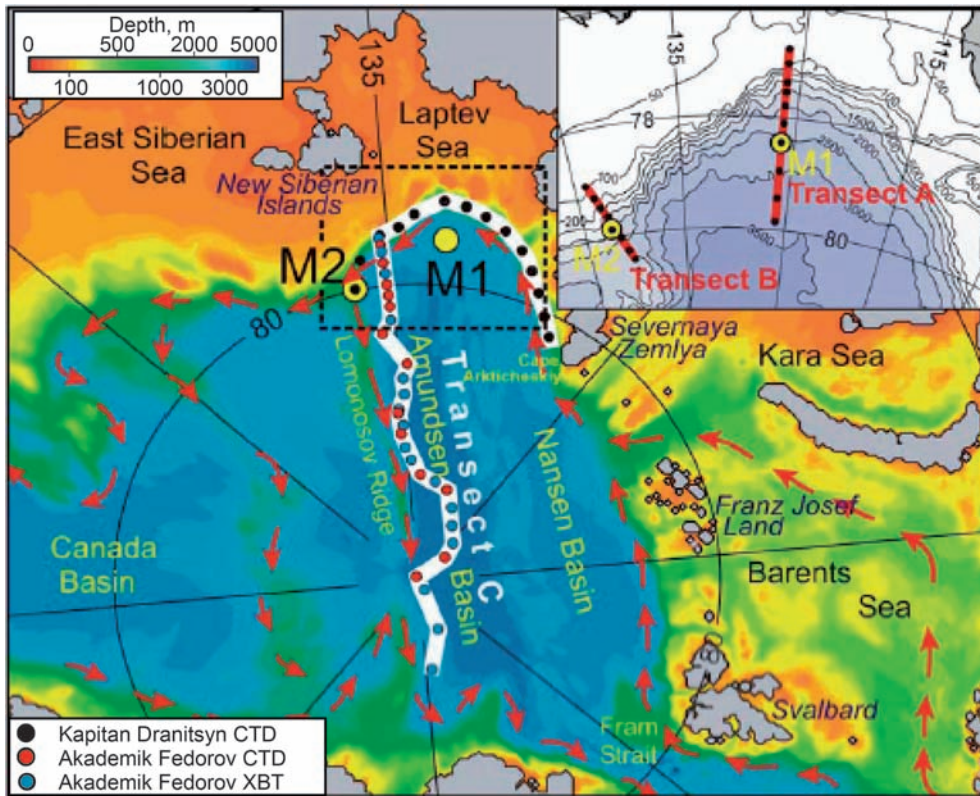 Depth, m
0 500 2000 5000
100 1000 3000
135
East Siberian
Sea
Laptev
Sea
New Siberian
Islands
M2
M1
80
Lomonosov Ridge
Amundsen
Basin
Transect C
Nansen Basin
Cape
Arkticheskiy
Severnaya
Zemlya
Kara Sea
Franz Josef
Land
Barents
Sea
Canada
Basin
Fram
Strait
Svalbard
Kapitan Dranitsyn CTD
Akademik Fedorov CTD
Akademik Fedorov XBT
135
115
78
M1
Transect A
80
M2
Transect B